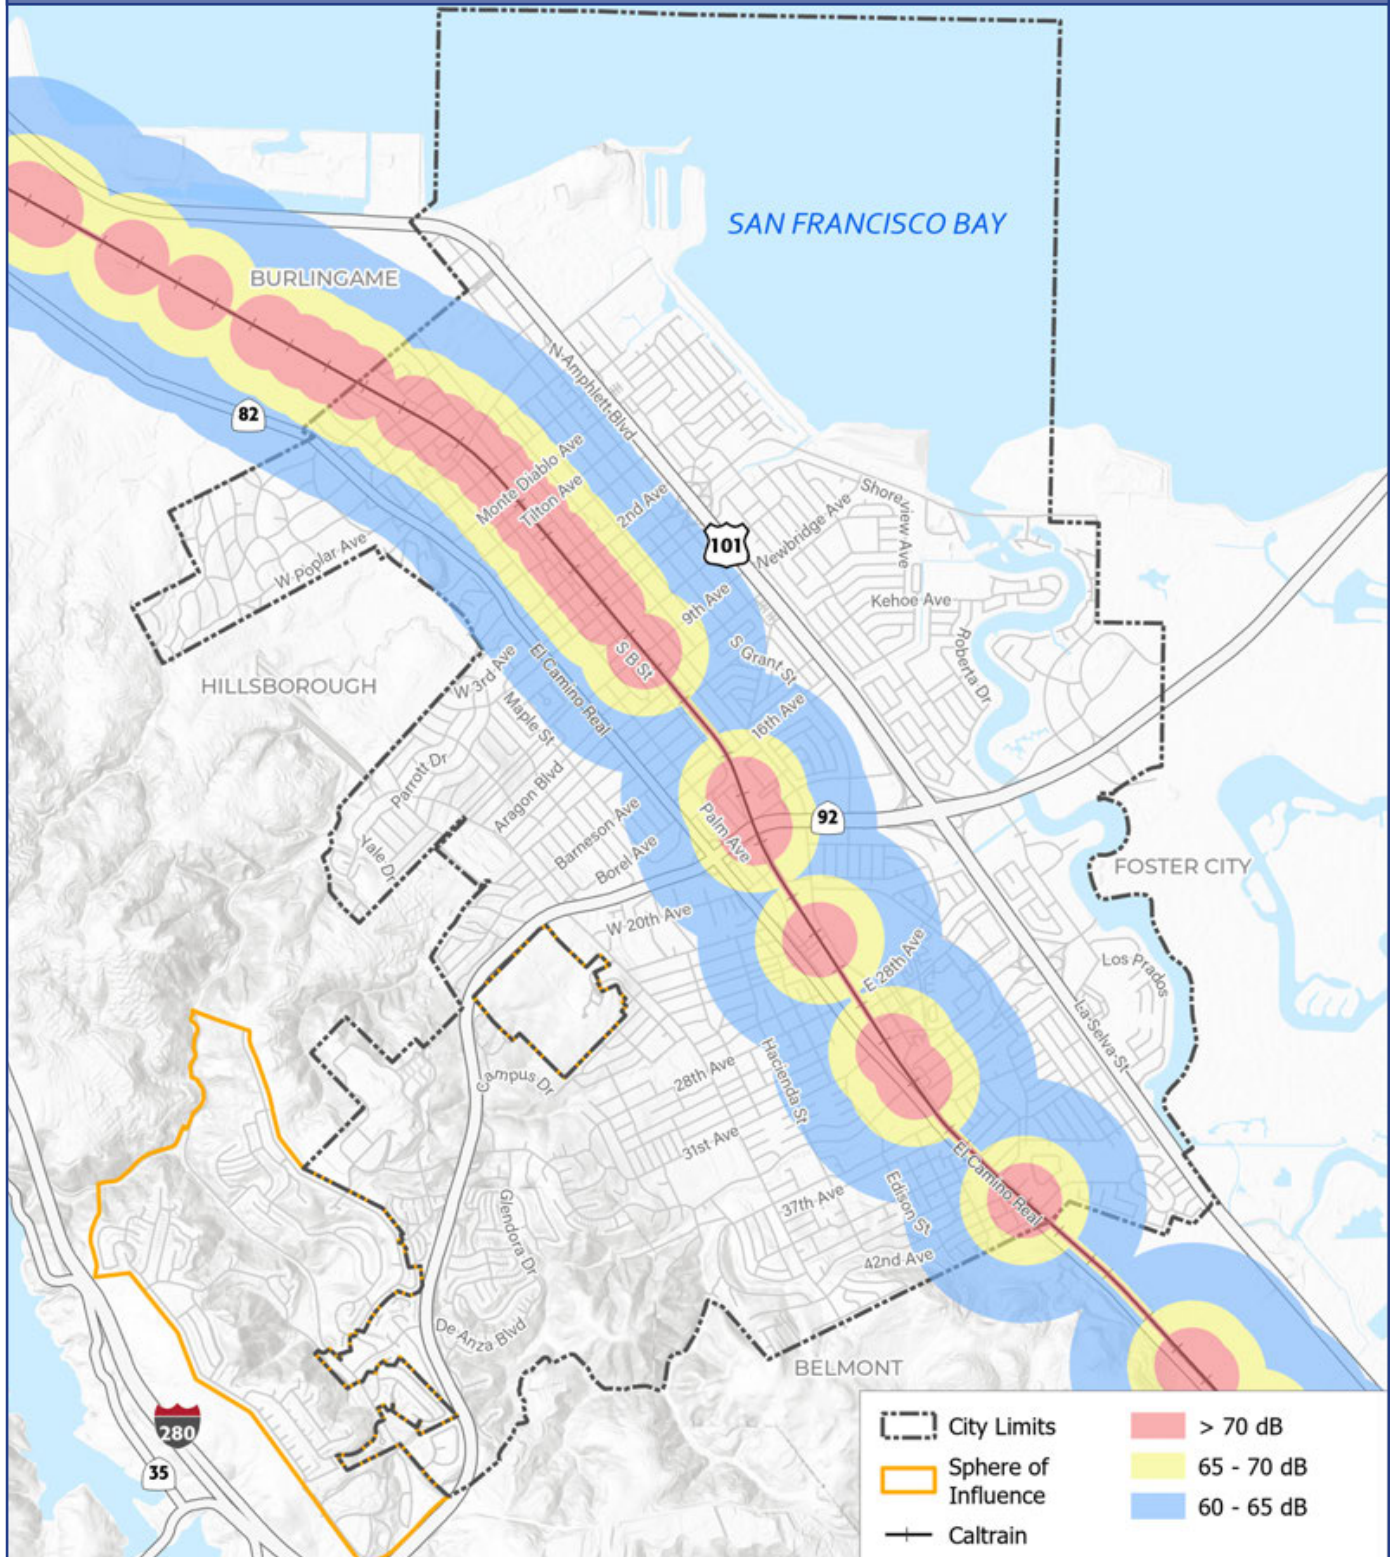 SAN FRANCISCO BAY
BURLINGAME
82
N Amphlett Blvd
Monte Diablo Ave
Tilton Ave
2nd Ave
101
Newbridge Ave
Shoreview Ave
W Poplar Ave
Kehoe Ave
9th Ave
S B St
S Grant St
Roberta Dr
HILLSBOROUGH
W 3rd Ave
El Camino Real
Maple St
16th Ave
Parrott Dr
Aragon Blvd
Palm Ave
92
Barneson Ave
Yale Dr
Borel Ave
FOSTER CITY
W 20th Ave
E 28th Ave
Los Prados
La Selva St
Campus Dr
28th Ave
Hacienda St
31st Ave
El Camino Real
37th Ave
Edison St
Glendora Dr
42nd Ave
De Anza Blvd
BELMONT
280
35
City Limits
Sphere of
Influence
Caltrain
> 70 dB
65 - 70 dB
60 - 65 dB